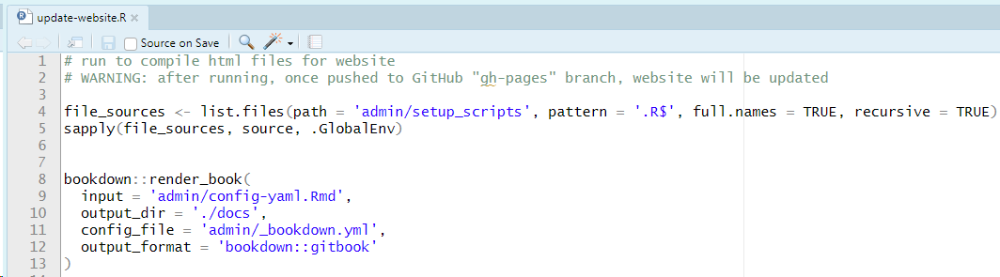 update-website.R
Source on Save
1 # run to compile html files for website
2 # WARNING: after running, once pushed to GitHub "gh-pages" branch, website will be updated
3
4 file_sources <- list.files(path = 'admin/setup_scripts', pattern = '.R$', full.names = TRUE, recursive = TRUE)
5 sapply(file_sources, source, .GlobalEnv)
6
7
8 bookdown::render_book(
9   input = 'admin/config-yaml.Rmd',
10   output_dir = './docs',
11   config_file = 'admin/_bookdown.yml',
12   output_format = 'bookdown::gitbook'
13 )